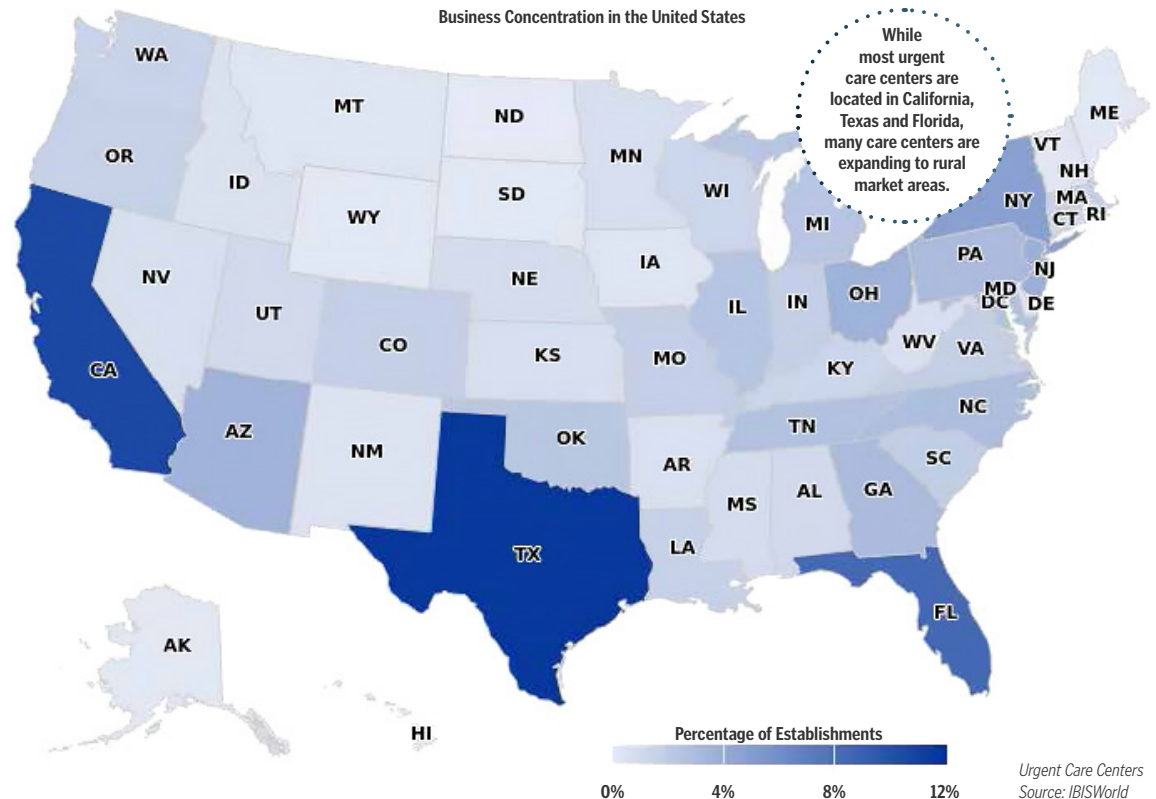 Business Concentration in the United States
While
most urgent
care centers are
located in California,
Texas and Florida,
many care centers are
expanding to rural
market areas.
WA
MT
ND
MN
ME
VT
NH
OR
ID
SD
WI
MI
NY
MA
CT
RI
WY
IA
PA
NJ
NV
NE
OH
MD
DC
DE
UT
IL
IN
CO
KS
MO
WV
VA
KY
CA
AZ
NM
OK
AR
TN
NC
SC
MS
AL
GA
LA
TX
FL
AK
HI
Percentage of Establishments
0%
4%
8%
12%
Urgent Care Centers
Source: IBISWorld